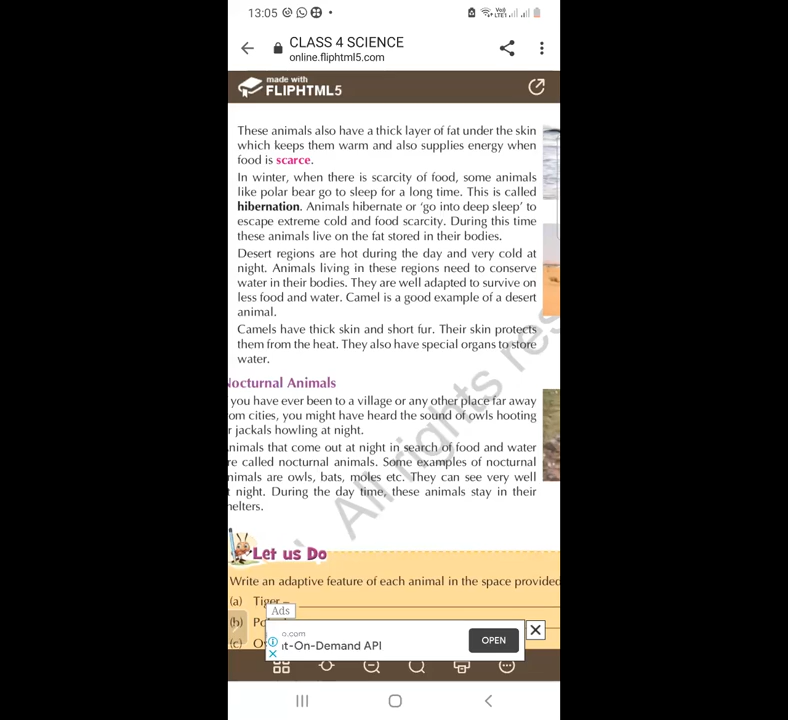 13:05
Vo))
LTE1
CLASS 4 SCIENCE
online.fliphtml5.com
made with
FLIPHTML5
These animals also have a thick layer of fat under the skin
which keeps them warm and also supplies energy when
food is scarce.
In winter, when there is scarcity of food, some animals
like polar bear go to sleep for a long time. This is called
hibernation. Animals hibernate or ‘go into deep sleep’ to
escape extreme cold and food scarcity. During this time
these animals live on the fat stored in their bodies.
Desert regions are hot during the day and very cold at
night. Animals living in these regions need to conserve
water in their bodies. They are well adapted to survive on
less food and water. Camel is a good example of a desert
animal.
Camels have thick skin and short fur. Their skin protects
them from the heat. They also have special organs to store
water.
Nocturnal Animals
you have ever been to a village or any other place far away
om cities, you might have heard the sound of owls hooting
r jackals howling at night.
nimals that come out at night in search of food and water
re called nocturnal animals. Some examples of nocturnal
nimals are owls, bats, moles etc. They can see very well
t night. During the day time, these animals stay in their
helters.
All rights res
Let us Do
Write an adaptive feature of each animal in the space provided
(a) Tiger –
Ads
(b) Po
o.com
t-On-Demand API
OPEN
(c) O